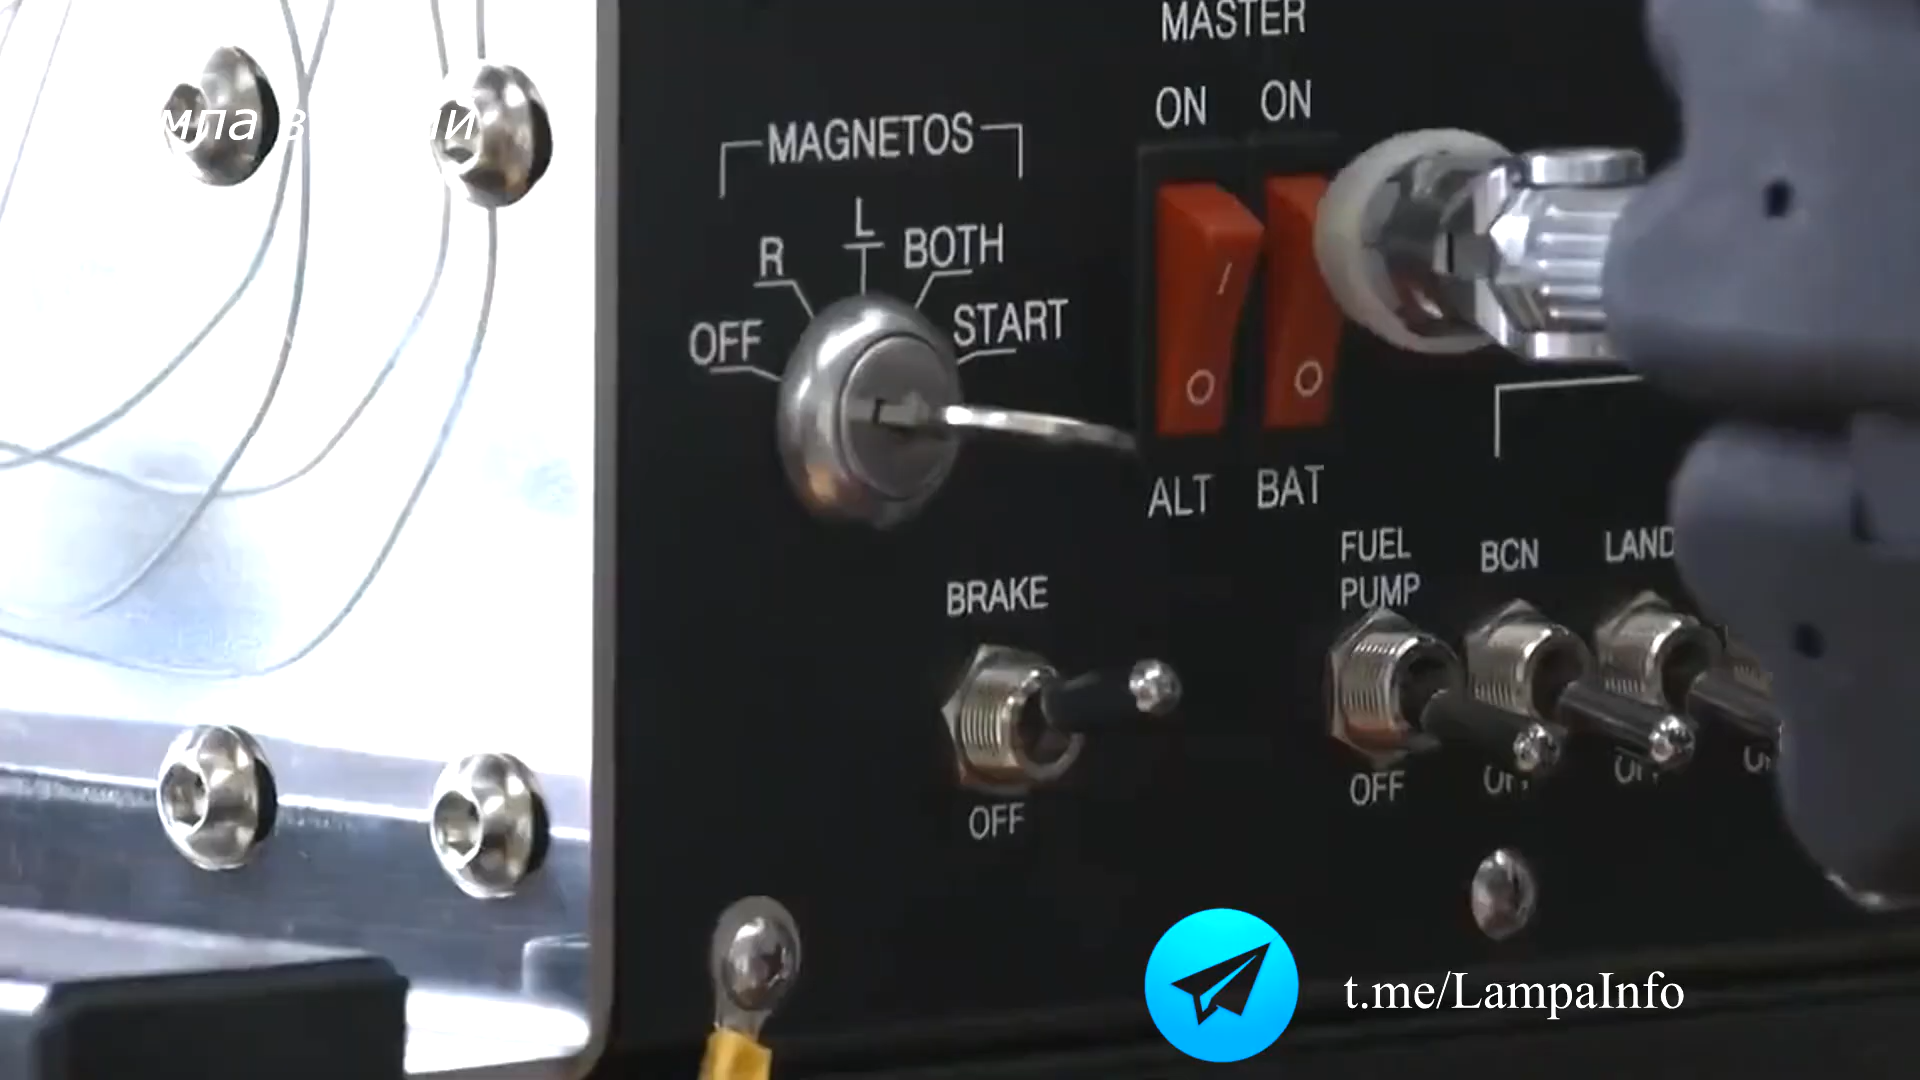 MASTER
ON ON
MAGNETOS
L
R
BOTH
OFF
START
ALT BAT
FUEL
PUMP
BCN
LAND
BRAKE
OFF
OFF
t.me/LampaInfo